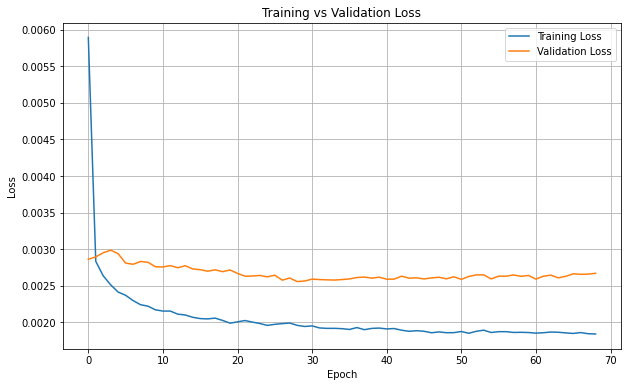 Training vs Validation Loss
Training Loss
Validation Loss
0.0060
0.0055
0.0050
0.0045
0.0040
0.0035
0.0030
0.0025
0.0020
Loss
0 10 20 30 40 50 60 70
Epoch